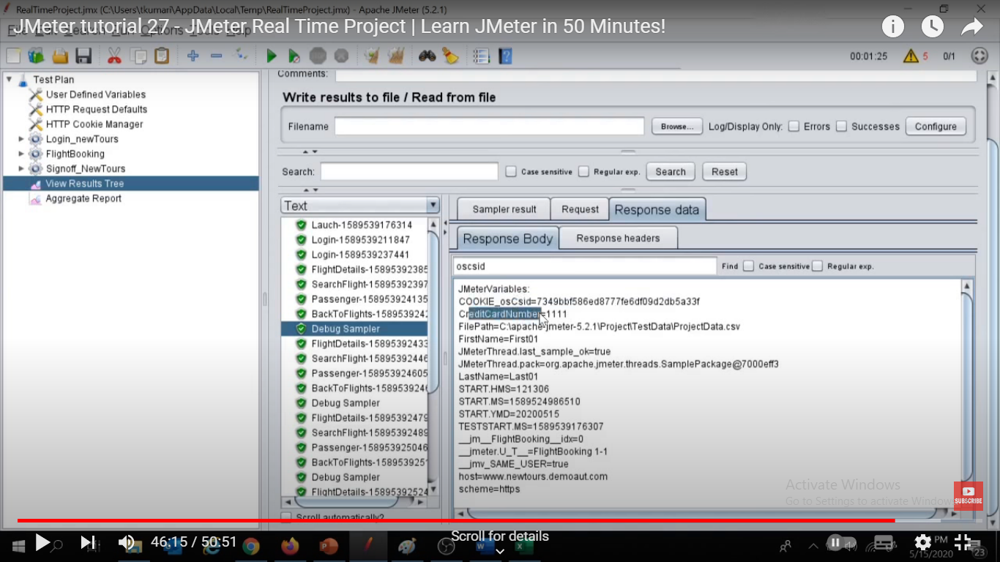 RealTimeProject.jmx (C:\Users\tkumari\AppData\Local\Temp\RealTimeProject.jmx) - Apache JMeter (5.2.1)
JMeter tutorial 27 - JMeter Real Time Project | Learn JMeter in 50 Minutes!
00:01:25 5 0/1
Test Plan
User Defined Variables
HTTP Request Defaults
HTTP Cookie Manager
Login_newTours
FlightBooking
Signoff_NewTours
View Results Tree
Aggregate Report
Comments:
Write results to file / Read from file
Filename Browse... Log/Display Only: Errors Successes Configure
Search: Case sensitive Regular exp. Search Reset
Text
Lauch-1589539176314
Login-1589539211847
Login-1589539237441
FlightDetails-15895392385
SearchFlight-15895392397
Passenger-158953924135
BackToFlights-1589539242
Debug Sampler
FlightDetails-15895392433
SearchFlight-15895392446
Passenger-158953924605
BackToFlights-158953924
Debug Sampler
FlightDetails-15895392479
SearchFlight-15895392489
Passenger-158953925046
BackToFlights-158953925
Debug Sampler
FlightDetails-15895392524
Scroll automatically?
Sampler result Request Response data
Response Body Response headers
oscsid Find Case sensitive Regular exp.
JMeterVariables:
COOKIE_osCsid=7349bbf586ed8777fe6df09d2db5a33f
CreditCardNumber=1111
FilePath=C:\apache-jmeter-5.2.1\Project\TestData\ProjectData.csv
FirstName=First01
JMeterThread.last_sample_ok=true
JMeterThread.pack=org.apache.jmeter.threads.SamplePackage@7000eff3
LastName=Last01
START.HMS=121306
START.MS=1589524986510
START.YMD=20200515
TESTSTART.MS=1589539176307
__jm__FlightBooking__idx=0
__jmeter.U_T__=FlightBooking 1-1
__jmv_SAME_USER=true
host=www.newtours.demoaut.com
scheme=https
Activate Windows
Go to Settings to activate Windows
SUBSCRIBE
46:15 / 50:51
Scroll for details
PM
5/15/2020
23